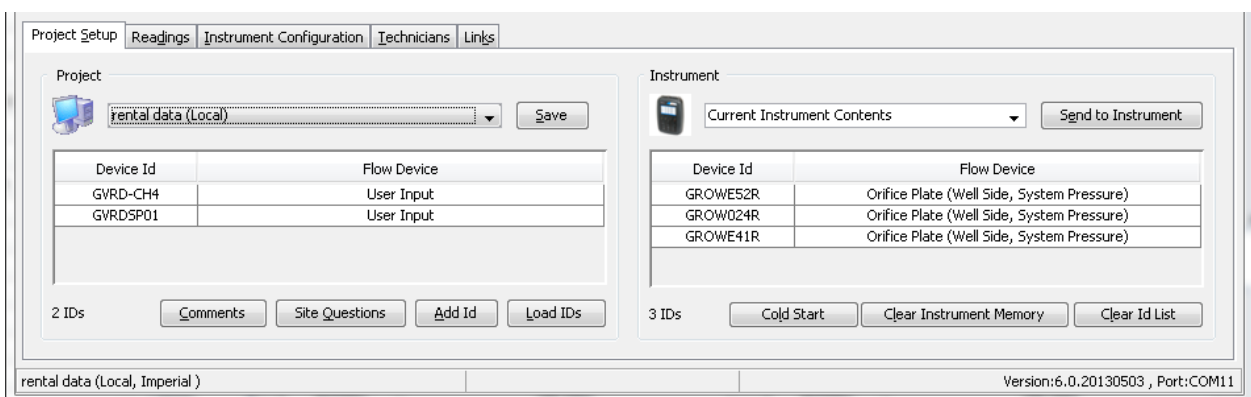 Project Setup Readings Instrument Configuration Technicians Links
Project
rental data (Local)
Save
Device Id Flow Device
GVRD-CH4 User Input
GVRDSP01 User Input
2 IDs Comments Site Questions Add Id Load IDs
Instrument
Current Instrument Contents
Send to Instrument
Device Id Flow Device
GROWE52R Orifice Plate (Well Side, System Pressure)
GROW024R Orifice Plate (Well Side, System Pressure)
GROWE41R Orifice Plate (Well Side, System Pressure)
3 IDs Cold Start Clear Instrument Memory Clear Id List
rental data (Local, Imperial ) Version:6.0.20130503 , Port:COM11